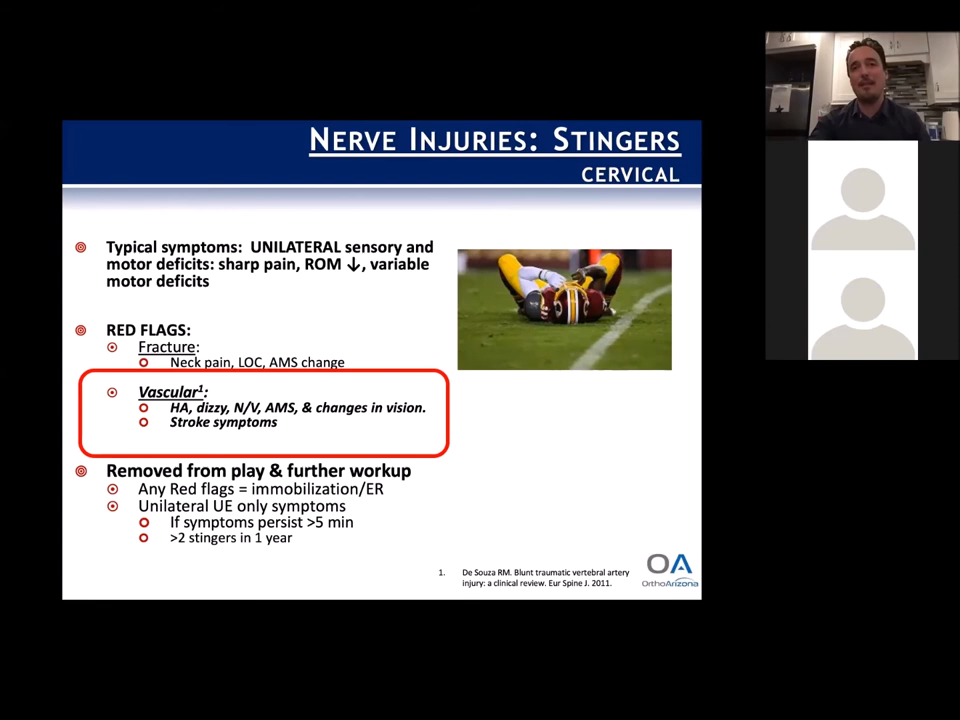 NERVE INJURIES: STINGERS
CERVICAL
Typical symptoms: UNILATERAL sensory and
motor deficits: sharp pain, ROM ↓, variable
motor deficits
RED FLAGS:
Fracture:
Neck pain, LOC, AMS change
Vascular¹:
HA, dizzy, N/V, AMS, & changes in vision.
Stroke symptoms
Removed from play & further workup
Any Red flags = immobilization/ER
Unilateral UE only symptoms
If symptoms persist >5 min
>2 stingers in 1 year
1. De Souza RM. Blunt traumatic vertebral artery
injury: a clinical review. Eur Spine J. 2011.
OA
OrthoArizona